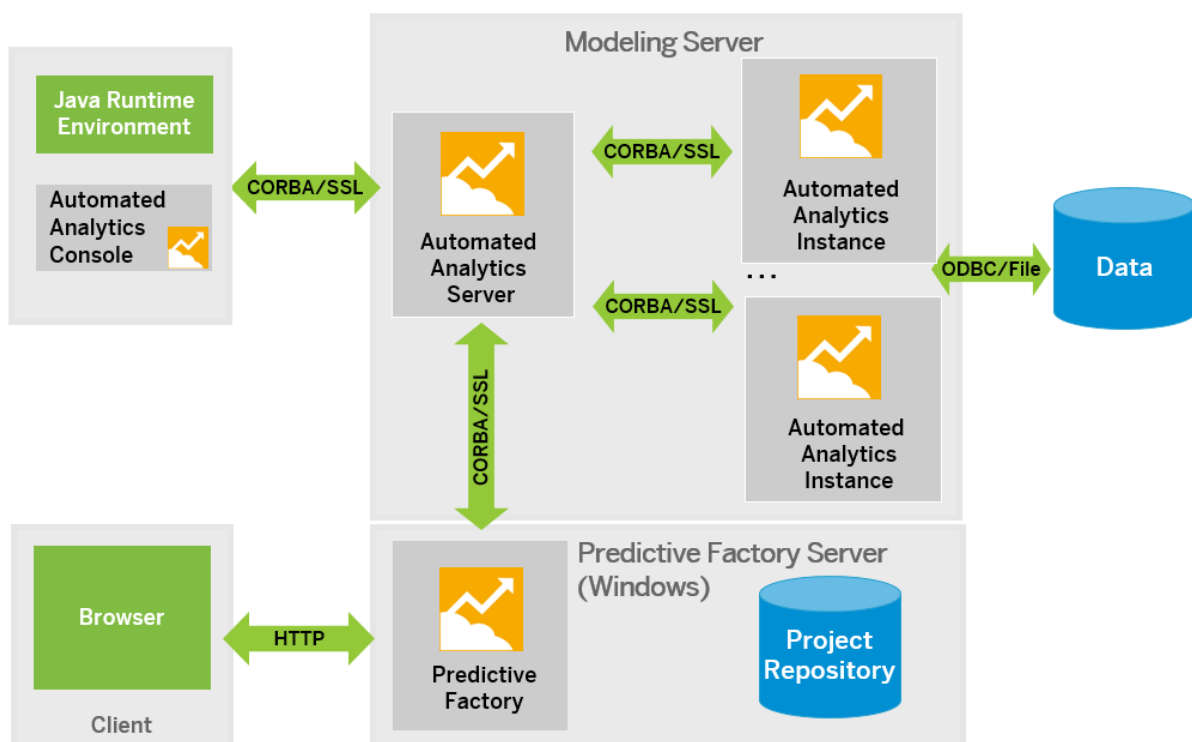 Modeling Server
Java Runtime
Environment
Automated
Analytics
Console
CORBA/SSL
Automated
Analytics
Server
CORBA/SSL
CORBA/SSL
Automated
Analytics
Instance
...
Automated
Analytics
Instance
ODBC/File
Data
CORBA/SSL
Browser
Client
HTTP
Predictive
Factory
Predictive Factory Server
(Windows)
Project
Repository